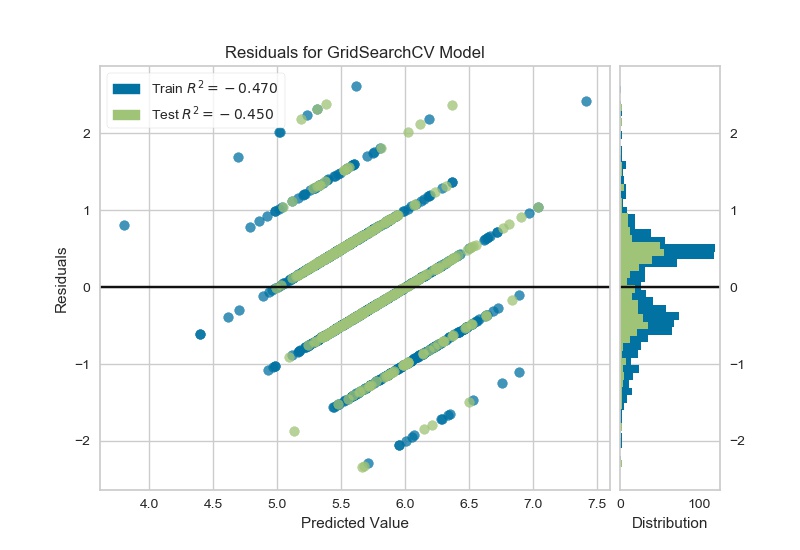 Residuals for GridSearchCV Model
Train R² = −0.470
Test R² = −0.450
2
1
0
−1
−2
Residuals
4.0 4.5 5.0 5.5 6.0 6.5 7.0 7.5
Predicted Value
2
1
0
−1
−2
0 100
Distribution